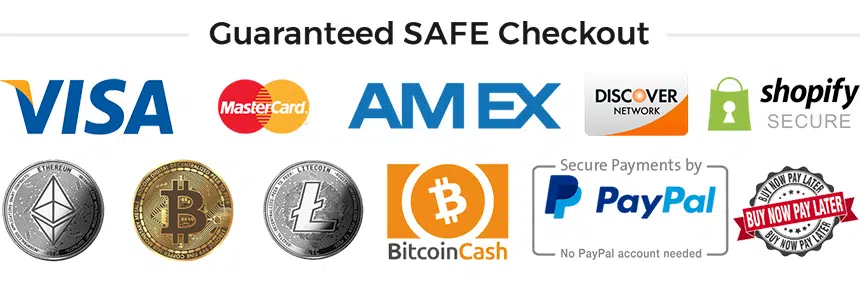 Guaranteed SAFE Checkout
VISA
MasterCard
AMEX
DISCOVER
NETWORK
shopify
SECURE
ETHEREUM
LITECOIN
BitcoinCash
Secure Payments by
PayPal
No PayPal account needed
BUY NOW PAY LATER
BUY NOW PAY LATER
BUY NOW PAY LATER